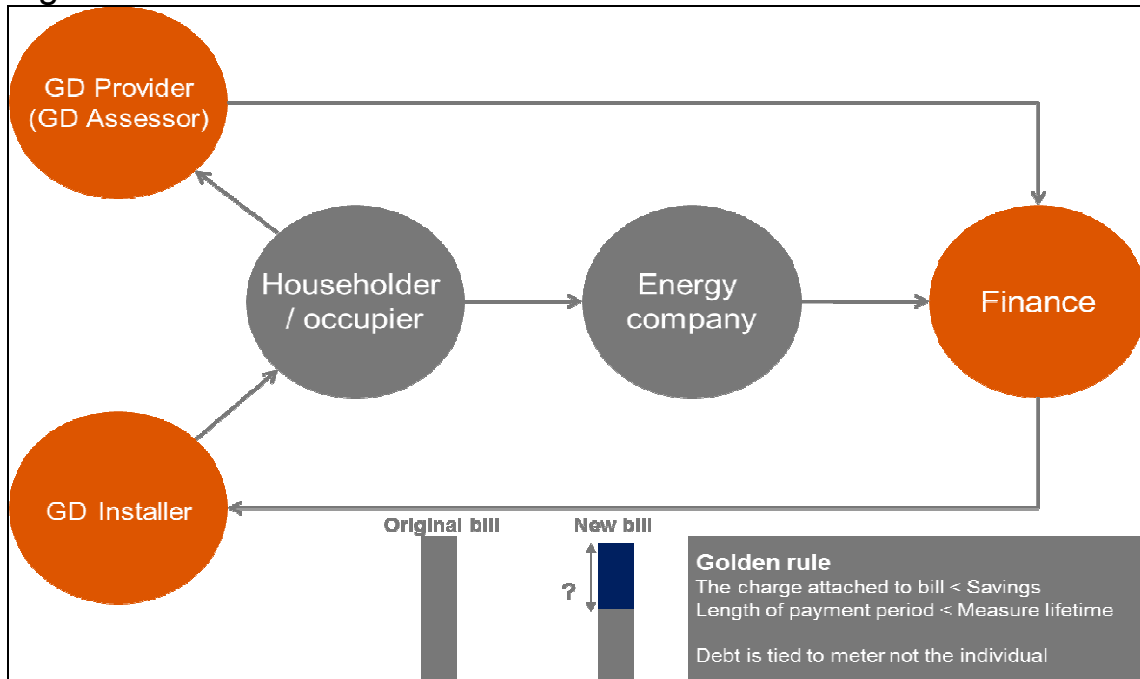 GD Provider
(GD Assessor)
Householder
/ occupier
Energy
company
Finance
GD Installer
Original bill
New bill
?
Golden rule
The charge attached to bill < Savings
Length of payment period < Measure lifetime
Debt is tied to meter not the individual